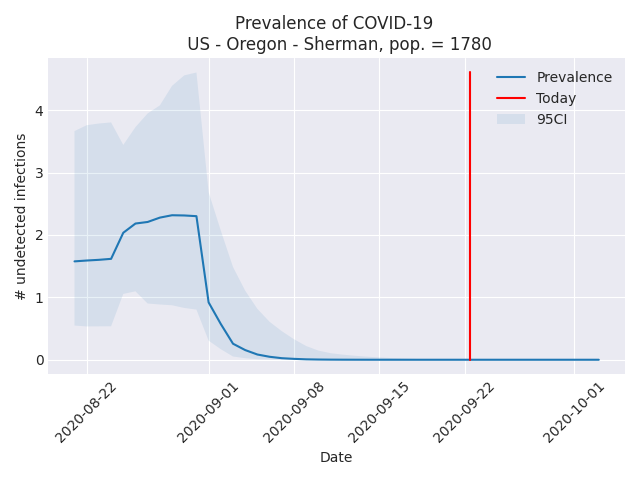 Prevalence of COVID-19
US - Oregon - Sherman, pop. = 1780
Prevalence
Today
95CI
# undetected infections
4
3
2
1
0
2020-08-22
2020-09-01
2020-09-08
2020-09-15
2020-09-22
2020-10-01
Date